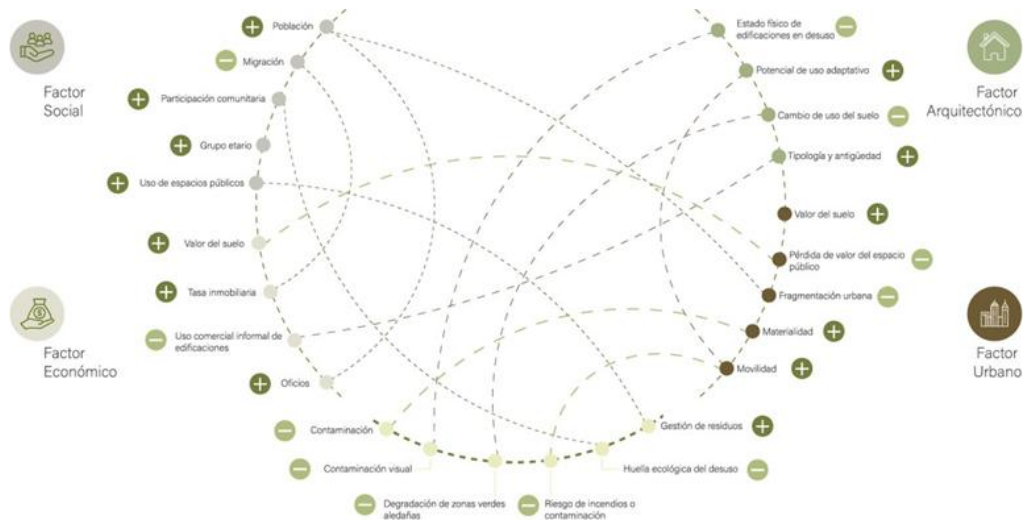 Factor
Social
Población
Migración
Participación comunitaria
Grupo etario
Uso de espacios públicos
Factor
Económico
Valor del suelo
Tasa inmobiliaria
Uso comercial informal de
edificaciones
Oficios
Contaminación
Contaminación visual
Degradación de zonas verdes
aledañas
Riesgo de incendios o
contaminación
Huella ecológica del desuso
Gestión de residuos
Factor
Arquitectónico
Estado físico de
edificaciones en desuso
Potencial de uso adaptativo
Cambio de uso del suelo
Tipología y antigüedad
Factor
Urbano
Valor del suelo
Pérdida de valor del espacio
público
Fragmentación urbana
Materialidad
Movilidad